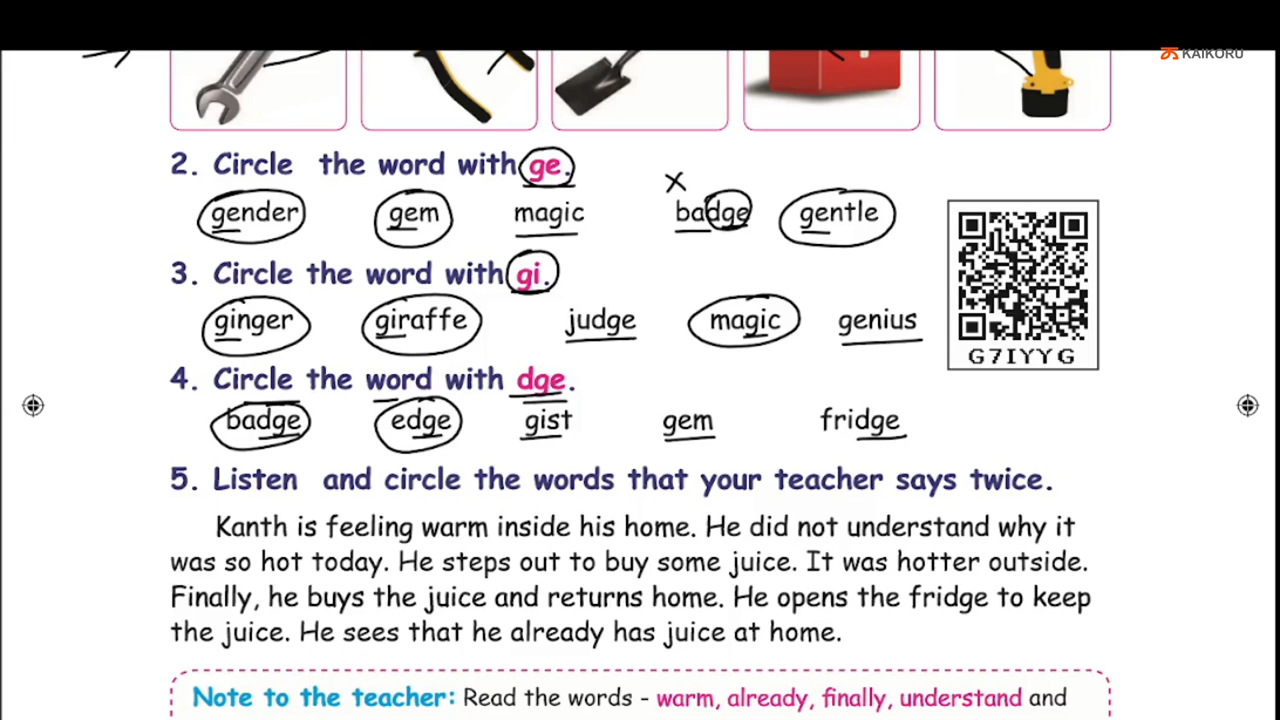 KAIKORU
2. Circle the word with ge.
gender gem magic badge gentle
3. Circle the word with gi.
ginger giraffe judge magic genius
G7IYYG
4. Circle the word with dge.
badge edge gist gem fridge
5. Listen and circle the words that your teacher says twice.
Kanth is feeling warm inside his home. He did not understand why it
was so hot today. He steps out to buy some juice. It was hotter outside.
Finally, he buys the juice and returns home. He opens the fridge to keep
the juice. He sees that he already has juice at home.
Note to the teacher: Read the words - warm, already, finally, understand and